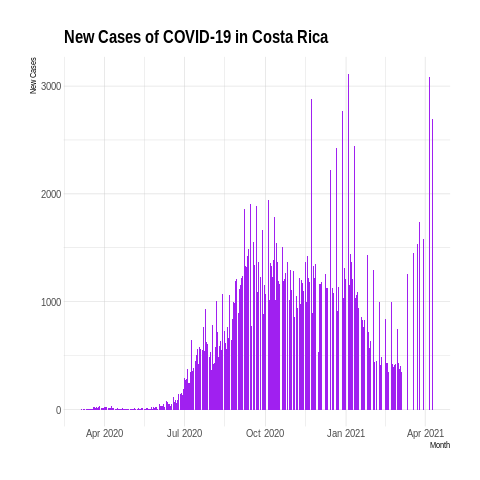 New Cases of COVID-19 in Costa Rica
New Cases
3000
2000
1000
0
Apr 2020 Jul 2020 Oct 2020 Jan 2021 Apr 2021
Month